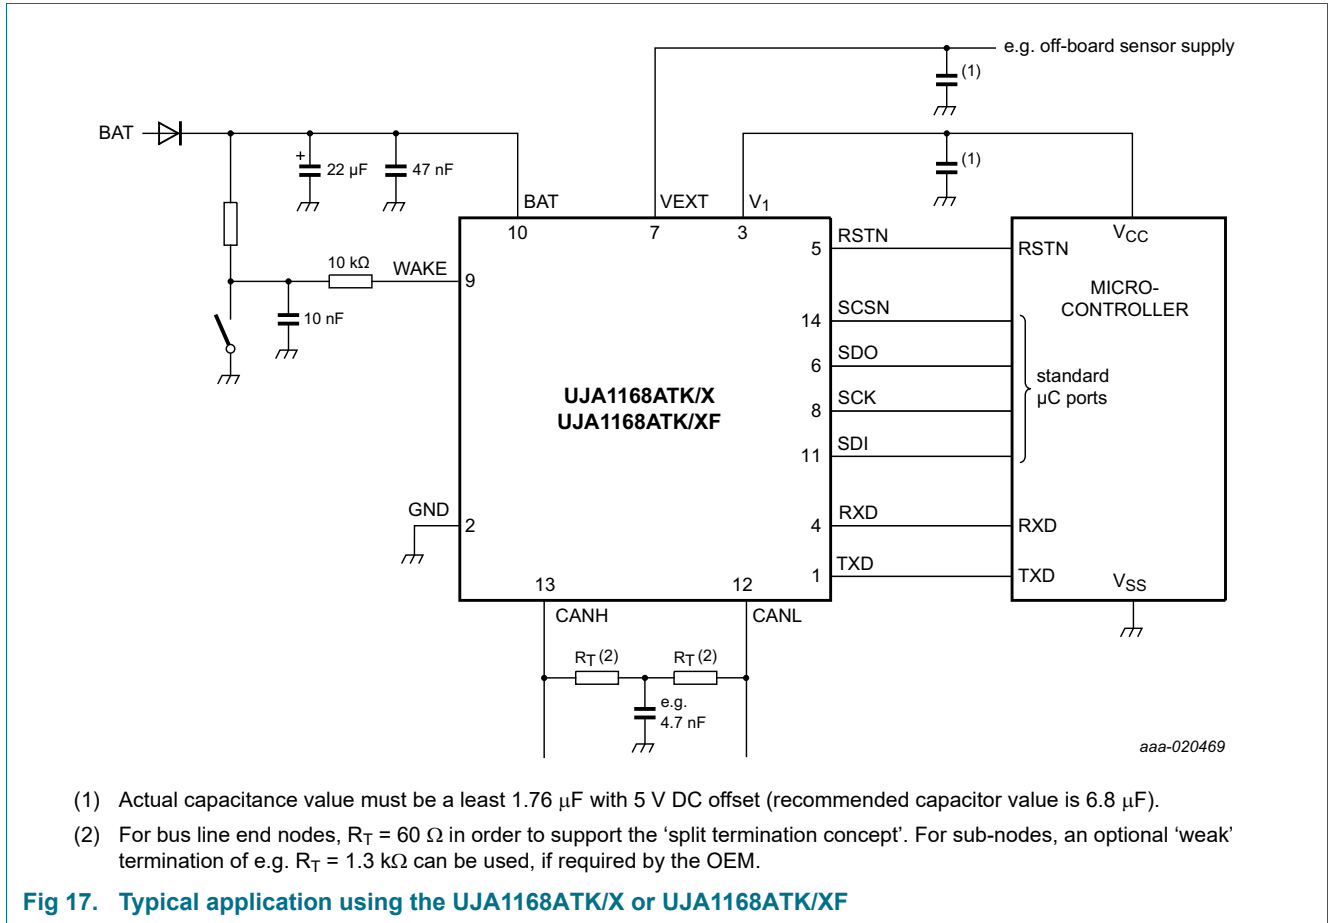 e.g. off-board sensor supply
(1)
BAT
+
22 μF
47 nF
(1)
BAT
VEXT
V1
10
7
3
5
RSTN
RSTN
VCC
10 kΩ
WAKE
9
MICRO-
CONTROLLER
10 nF
14
SCSN
6
SDO
standard
μC ports
8
SCK
UJA1168ATK/X
UJA1168ATK/XF
11
SDI
GND
2
4
RXD
RXD
1
TXD
TXD
13
12
VSS
CANH
CANL
RT (2)
RT (2)
e.g.
4.7 nF
aaa-020469
(1) Actual capacitance value must be a least 1.76 μF with 5 V DC offset (recommended capacitor value is 6.8 μF).
(2) For bus line end nodes, RT = 60 Ω in order to support the ‘split termination concept’. For sub-nodes, an optional ‘weak’
termination of e.g. RT = 1.3 kΩ can be used, if required by the OEM.
Fig 17. Typical application using the UJA1168ATK/X or UJA1168ATK/XF